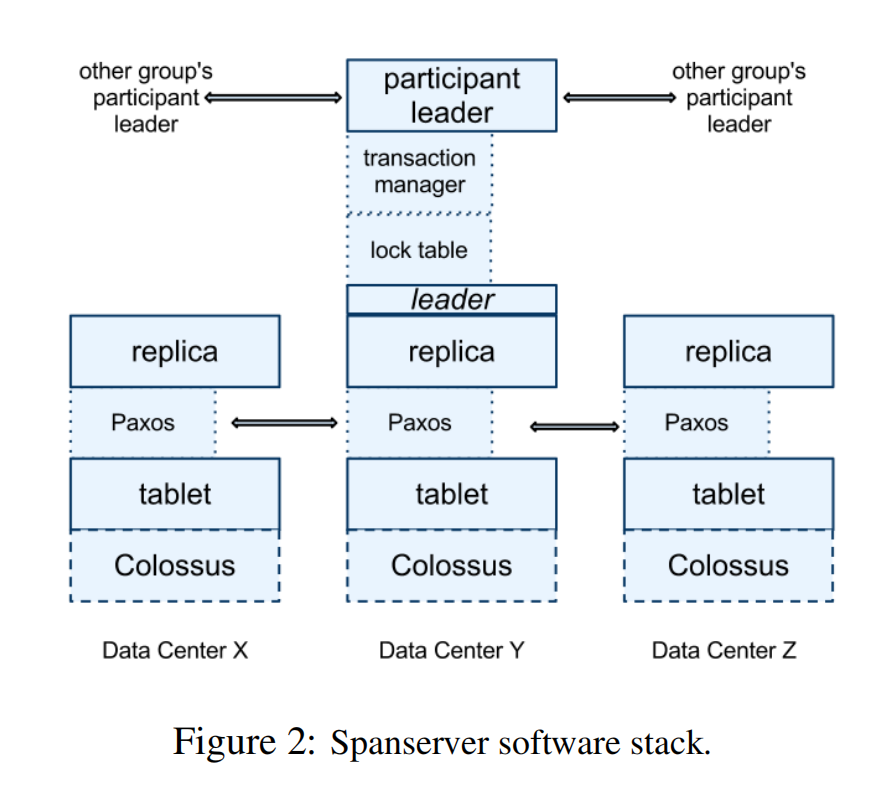 other group's
participant
leader
participant
leader
other group's
participant
leader
transaction
manager
lock table
leader
replica
replica
replica
Paxos
Paxos
Paxos
tablet
tablet
tablet
Colossus
Colossus
Colossus
Data Center X
Data Center Y
Data Center Z
Figure 2: Spanserver software stack.